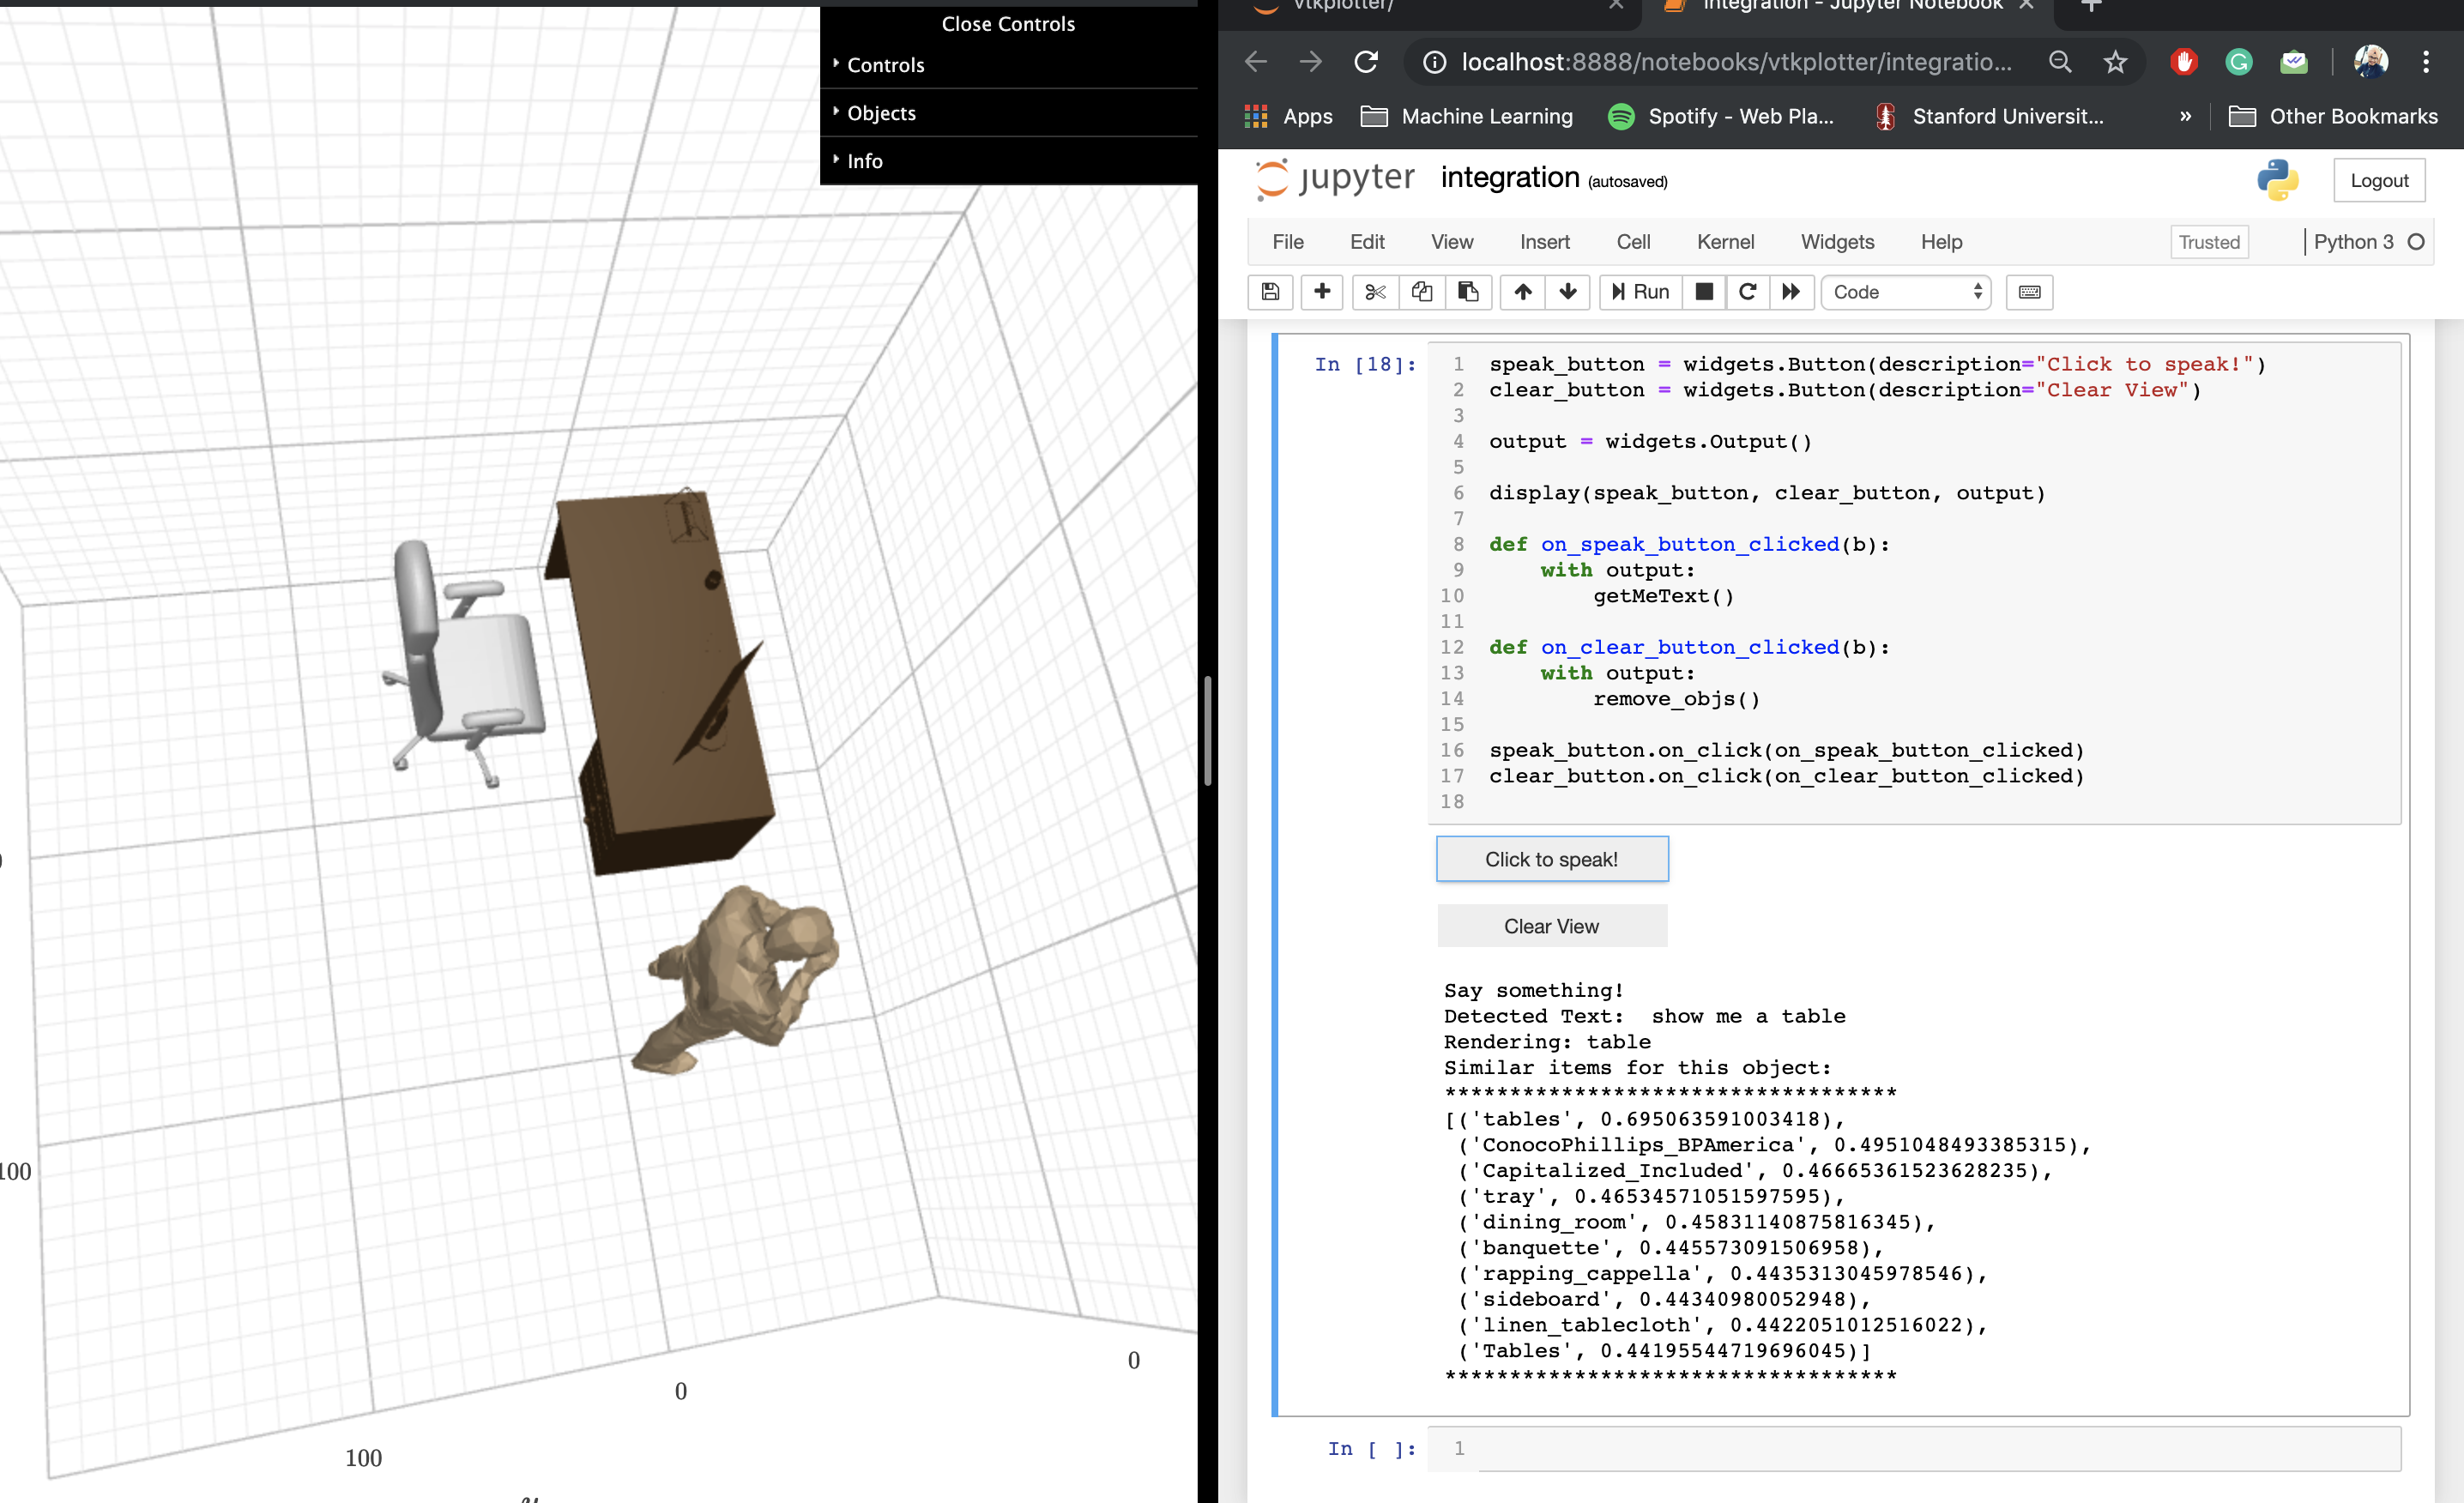 Close Controls
Controls
Objects
Info
100
0
0
100
vtkplotter/
integration - Jupyter Notebook
localhost:8888/notebooks/vtkplotter/integratio...
Apps
Machine Learning
Spotify - Web Pla...
Stanford Universit...
»
Other Bookmarks
jupyter integration (autosaved)
Logout
File Edit View Insert Cell Kernel Widgets Help
Trusted
Python 3
Run
Code
In [18]:
1 speak_button = widgets.Button(description="Click to speak!")
2 clear_button = widgets.Button(description="Clear View")
3
4 output = widgets.Output()
5
6 display(speak_button, clear_button, output)
7
8 def on_speak_button_clicked(b):
9     with output:
10         getMeText()
11
12 def on_clear_button_clicked(b):
13     with output:
14         remove_objs()
15
16 speak_button.on_click(on_speak_button_clicked)
17 clear_button.on_click(on_clear_button_clicked)
18
Click to speak!
Clear View
Say something!
Detected Text:  show me a table
Rendering: table
Similar items for this object:
***********************************
[('tables', 0.695063591003418),
('ConocoPhillips_BPAmerica', 0.4951048493385315),
('Capitalized_Included', 0.46665361523628235),
('tray', 0.46534571051597595),
('dining_room', 0.45831140875816345),
('banquette', 0.445573091506958),
('rapping_cappella', 0.4435313045978546),
('sideboard', 0.44340980052948),
('linen_tablecloth', 0.4422051012516022),
('Tables', 0.44195544719696045)]
***********************************
In [ ]:
1